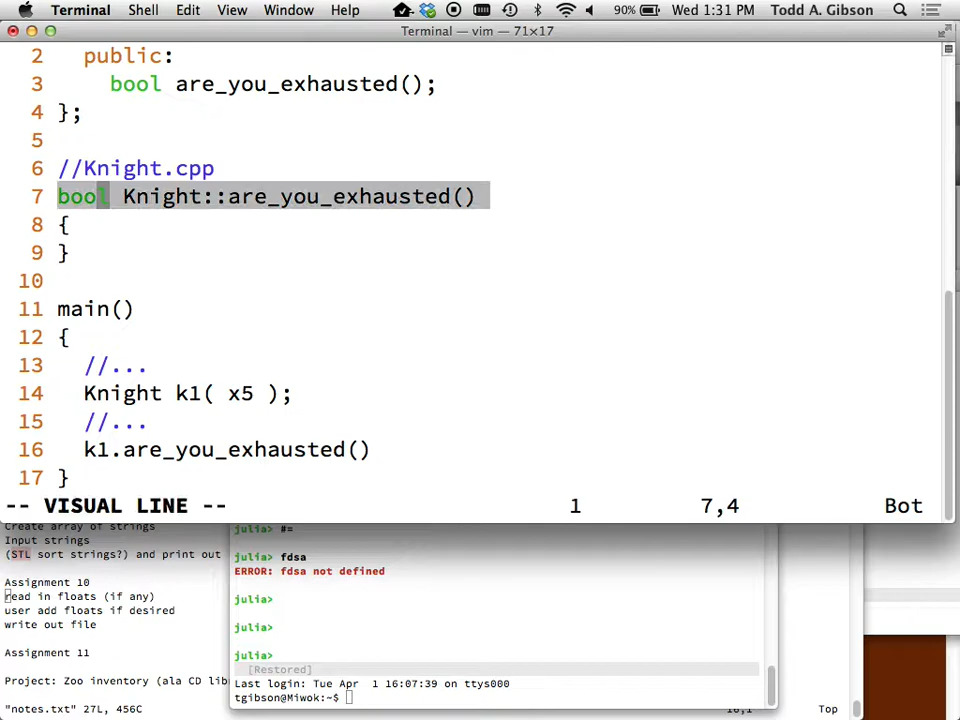 Terminal Shell Edit View Window Help 90% Wed 1:31 PM Todd A. Gibson
Terminal — vim — 71×17
2 public:
3 bool are_you_exhausted();
4 };
5
6 //Knight.cpp
7 bool Knight::are_you_exhausted()
8 {
9 }
10
11 main()
12 {
13 //...
14 Knight k1( x5 );
15 //...
16 k1.are_you_exhausted()
17 }
-- VISUAL LINE -- 1 7,4 Bot
Create array of strings
Input strings
(STL sort strings?) and print out
Assignment 10
read in floats (if any)
user add floats if desired
write out file
Assignment 11
Project: Zoo inventory (ala CD lib
"notes.txt" 27L, 456C
julia> #=
julia> fdsa
ERROR: fdsa not defined
julia>
julia>
julia>
[Restored]
Last login: Tue Apr 1 16:07:39 on ttys000
tgibson@Miwok:~$
Top